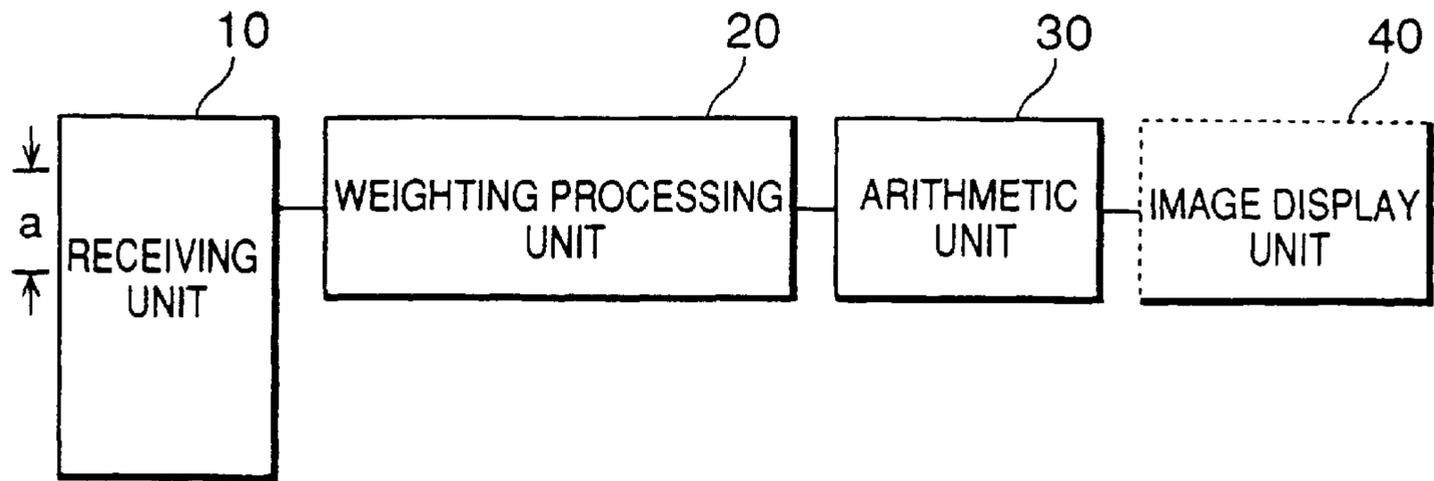 10
20
30
40
a
RECEIVING
UNIT
WEIGHTING PROCESSING
UNIT
ARITHMETIC
UNIT
IMAGE DISPLAY
UNIT